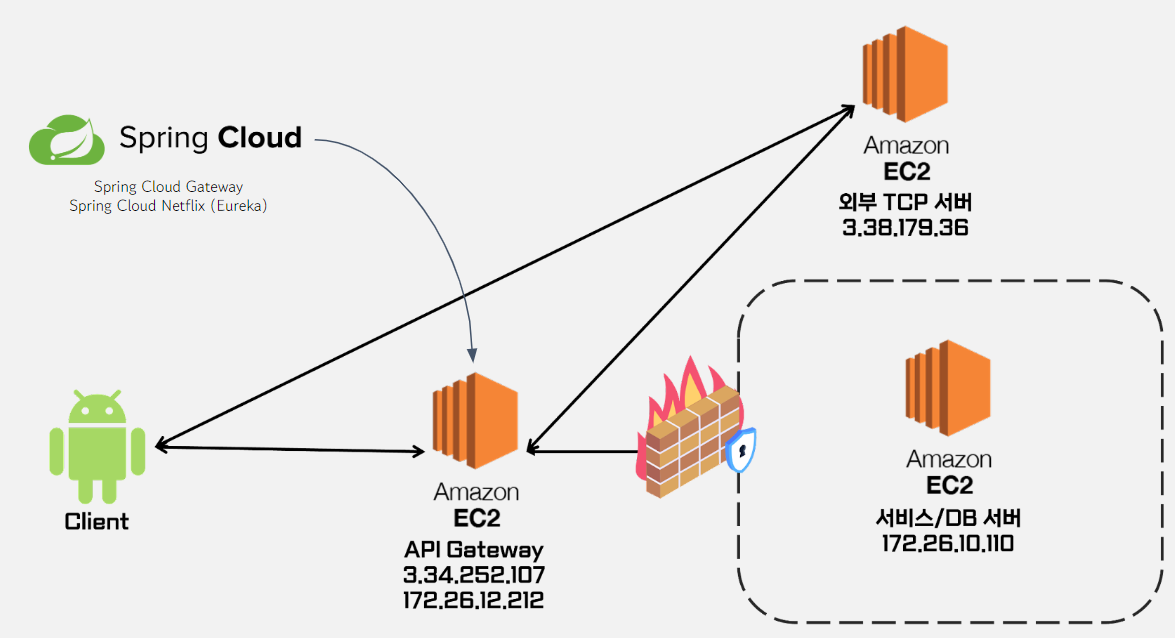 Spring Cloud
Spring Cloud Gateway
Spring Cloud Netflix (Eureka)
Amazon
EC2
외부 TCP 서버
3.38.179.36
Client
Amazon
EC2
API Gateway
3.34.252.107
172.26.12.212
Amazon
EC2
서비스/DB 서버
172.26.10.110